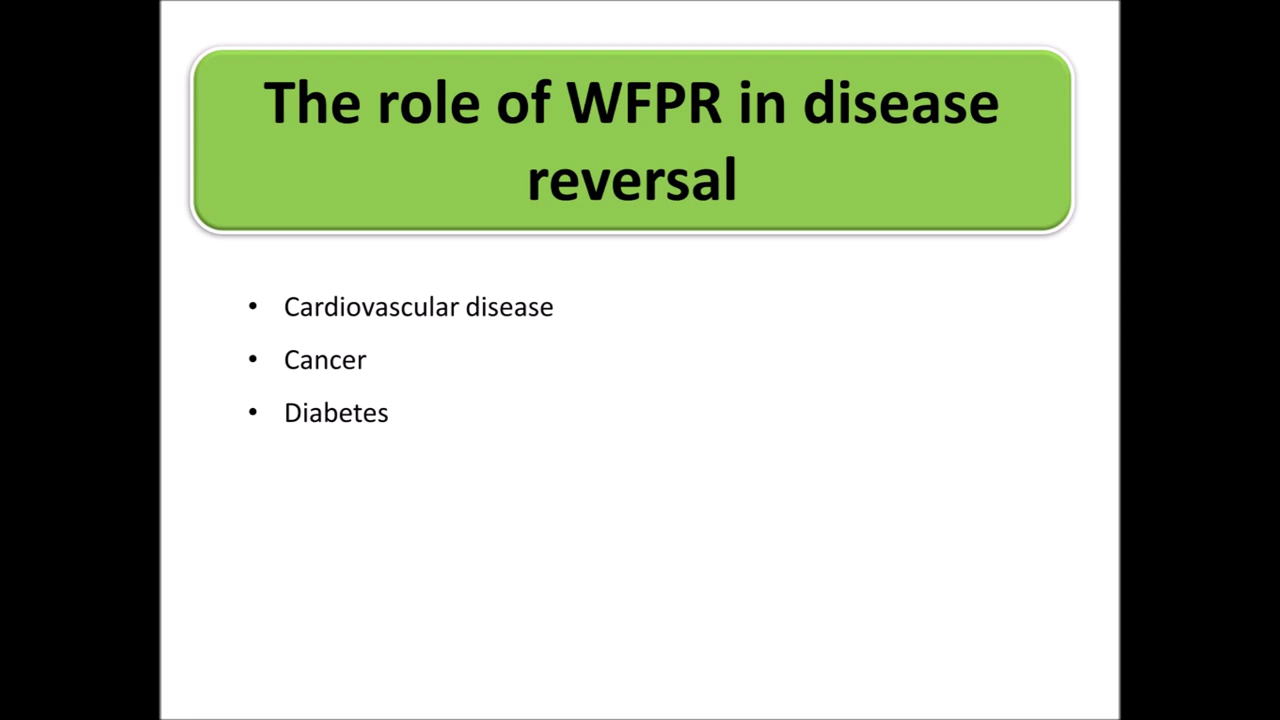 The role of WFPR in disease
reversal
• Cardiovascular disease
• Cancer
• Diabetes